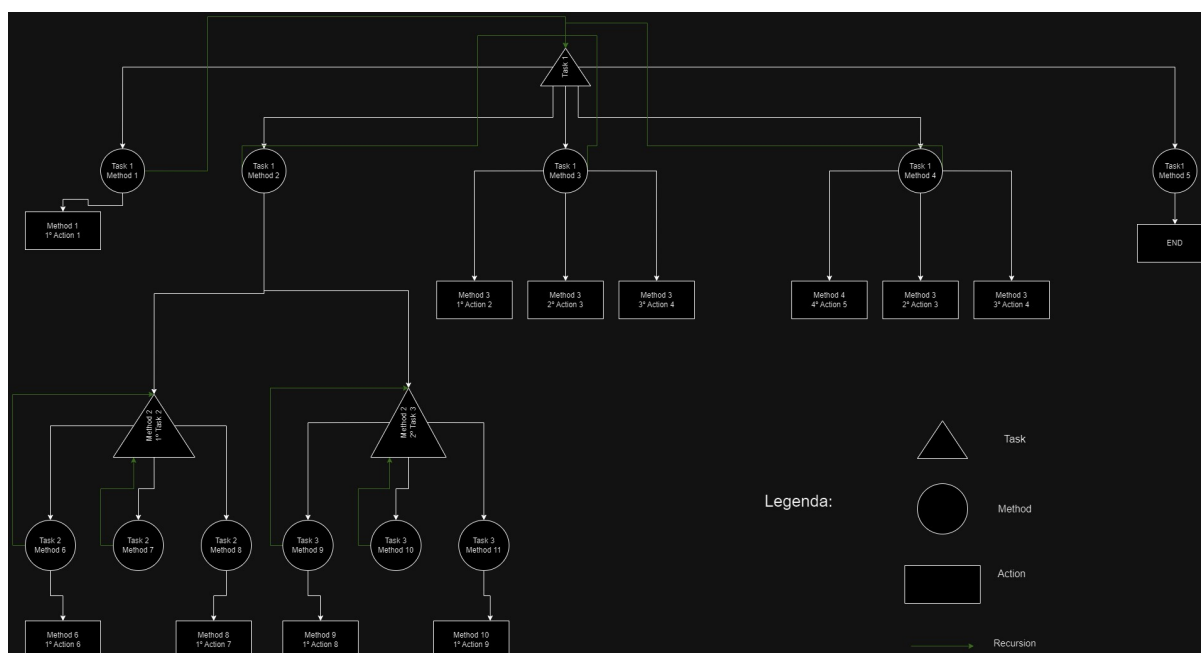 Task 1
Task 1
Method 1
Task 1
Method 2
Task 1
Method 3
Task 1
Method 4
Task1
Method 5
Method 1
1º Action 1
END
Method 3
1º Action 2
Method 3
2º Action 3
Method 3
3º Action 4
Method 4
4º Action 5
Method 3
2º Action 3
Method 3
3º Action 4
Method 2
1º Task 2
Method 2
2º Task 3
Task
Legenda:
Method
Task 2
Method 6
Task 2
Method 7
Task 2
Method 8
Task 3
Method 9
Task 3
Method 10
Task 3
Method 11
Action
Method 6
1º Action 6
Method 8
1º Action 7
Method 9
1º Action 8
Method 10
1º Action 9
Recursion